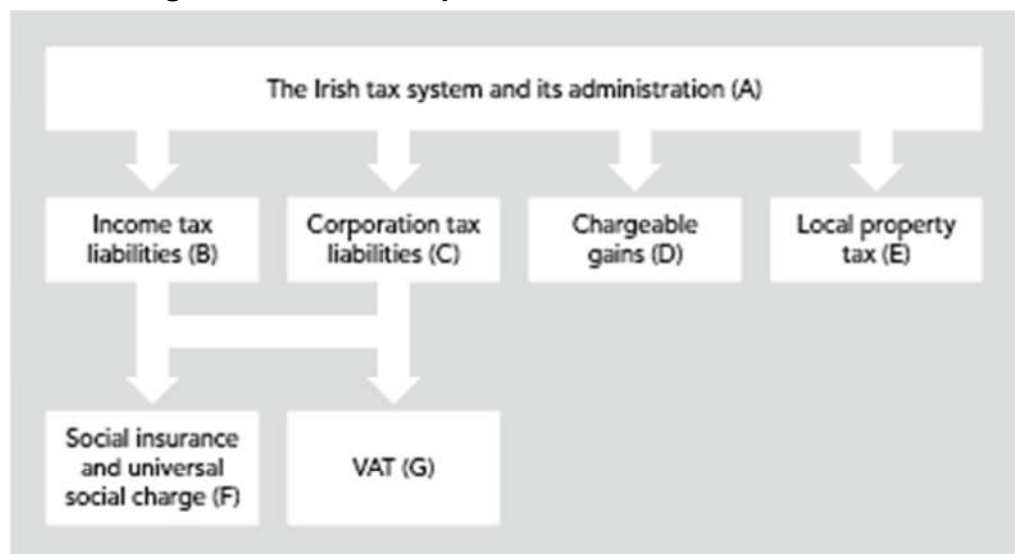 The Irish tax system and its administration (A)
Income tax
liabilities (B)
Corporation tax
liabilities (C)
Chargeable
gains (D)
Local property
tax (E)
Social insurance
and universal
social charge (F)
VAT (G)